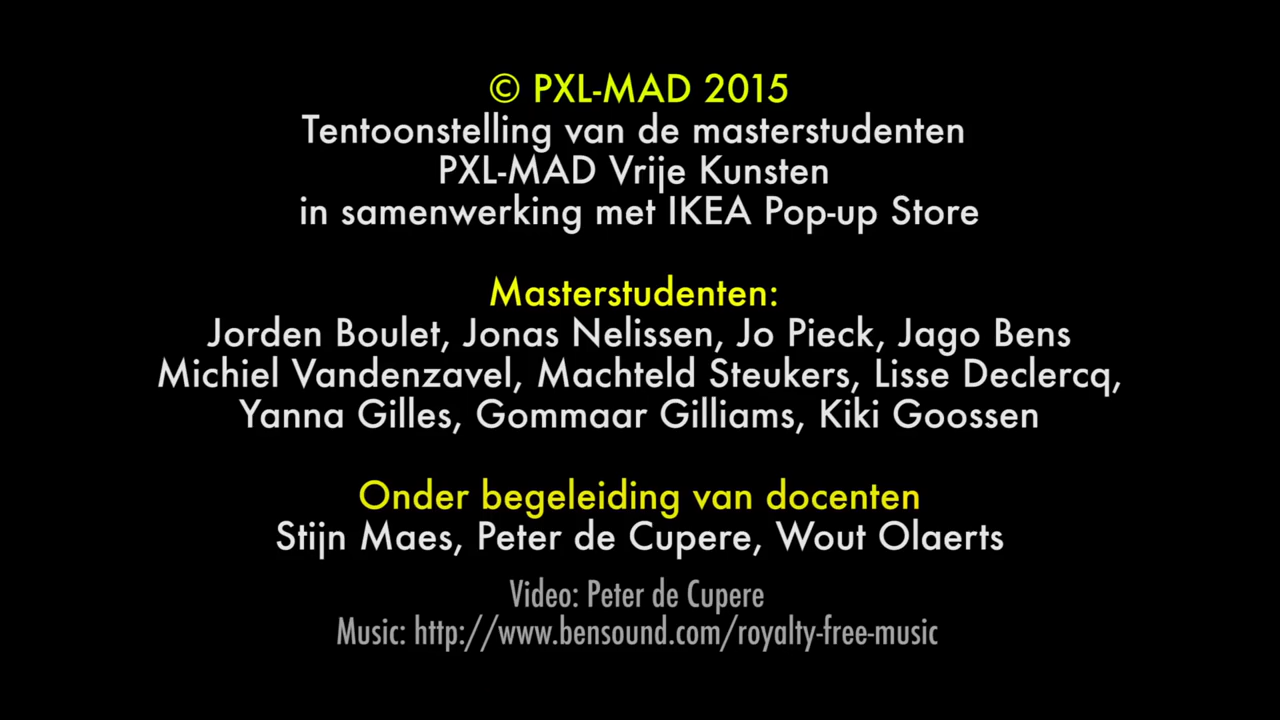 © PXL-MAD 2015
Tentoonstelling van de masterstudenten
PXL-MAD Vrije Kunsten
in samenwerking met IKEA Pop-up Store
Masterstudenten:
Jorden Boulet, Jonas Nelissen, Jo Pieck, Jago Bens
Michiel Vandenzavel, Machteld Steukers, Lisse Declercq,
Yanna Gilles, Gommaar Gilliams, Kiki Goossen
Onder begeleiding van docenten
Stijn Maes, Peter de Cupere, Wout Olaerts
Video: Peter de Cupere
Music: http://www.bensound.com/royalty-free-music